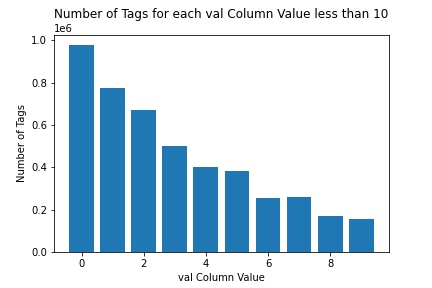 Number of Tags for each val Column Value less than 10
1e6
1.0
0.8
0.6
0.4
0.2
0.0
Number of Tags
0 2 4 6 8
val Column Value